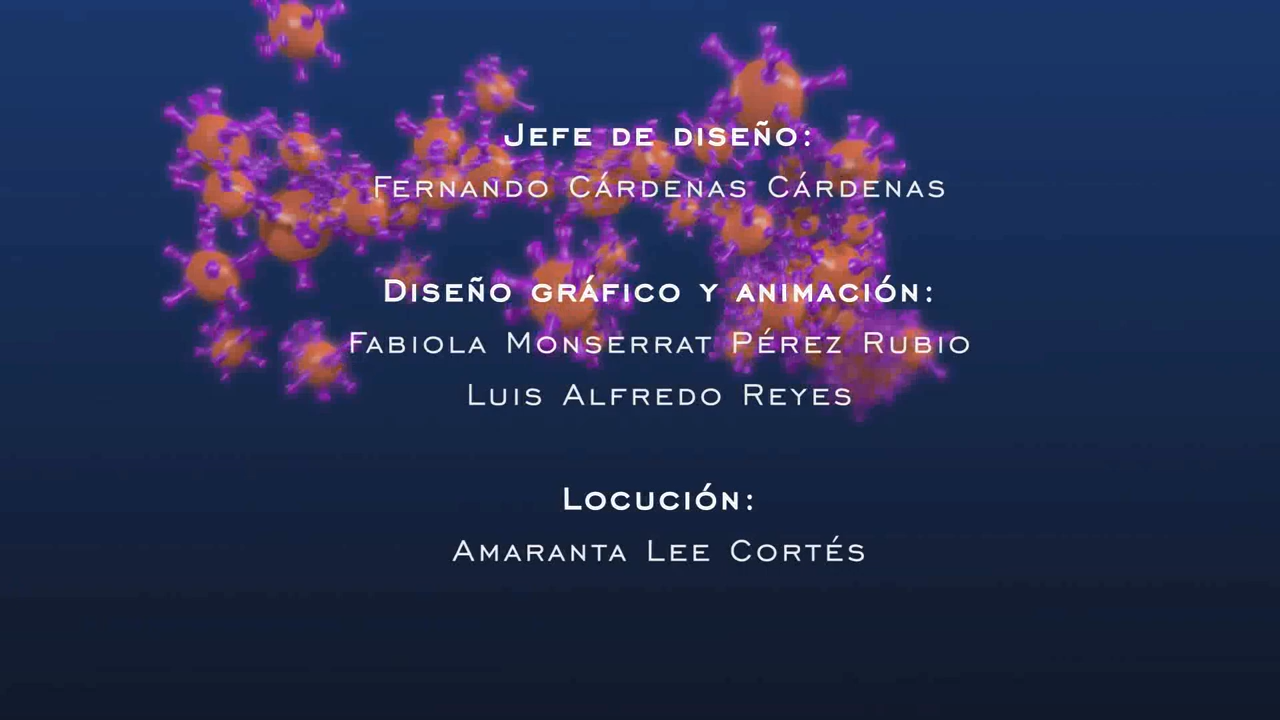 Jefe de diseño:
Fernando Cárdenas Cárdenas
Diseño gráfico y animación:
Fabiola Monserrat Pérez Rubio
Luis Alfredo Reyes
Locución:
Amaranta Lee Cortés